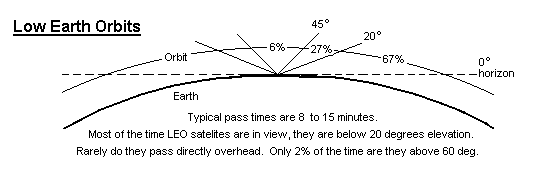 Low Earth Orbits
45°
20°
Orbit
6%
27%
67%
0°
horizon
Earth
Typical pass times are 8 to 15 minutes.
Most of the time LEO satelites are in view, they are below 20 degrees elevation.
Rarely do they pass directly overhead. Only 2% of the time are they above 60 deg.